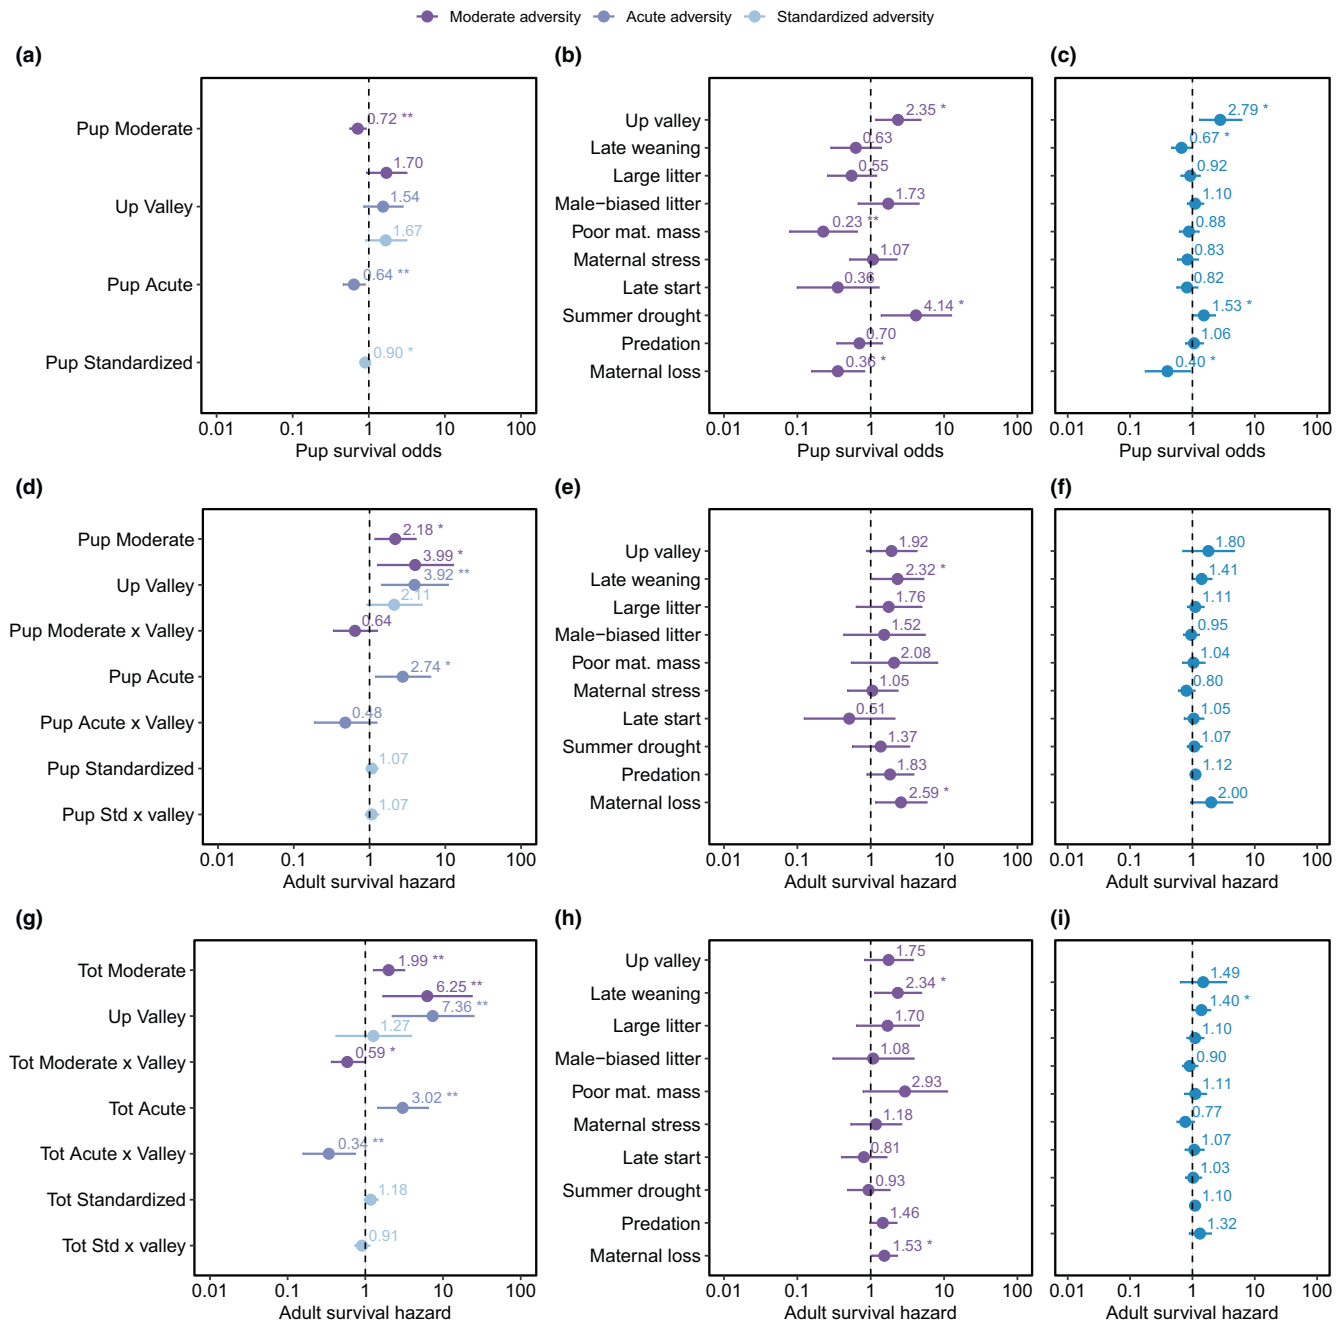 Moderate adversity Acute adversity Standardized adversity
(a)
Pup Moderate
Up Valley
Pup Acute
Pup Standardized
0.72 **
1.70
1.54
1.67
0.64 **
0.90 *
0.01 0.1 1 10 100
Pup survival odds
(b)
Up valley 2.35 *
Late weaning 0.63
Large litter 0.55
Male−biased litter 1.73
Poor mat. mass 0.23 **
Maternal stress 1.07
Late start 0.36
Summer drought 4.14 *
Predation 0.70
Maternal loss 0.36 *
0.01 0.1 1 10 100
Pup survival odds
(c)
2.79 *
0.67 *
0.92
1.10
0.88
0.83
0.82
1.53 *
1.06
0.40 *
0.01 0.1 1 10 100
Pup survival odds
(d)
Pup Moderate
Up Valley
Pup Moderate x Valley
Pup Acute
Pup Acute x Valley
Pup Standardized
Pup Std x valley
2.18 *
3.99 *
3.92 **
2.11
0.64
2.74 *
0.48
1.07
1.07
0.01 0.1 1 10 100
Adult survival hazard
(e)
Up valley 1.92
Late weaning 2.32 *
Large litter 1.76
Male−biased litter 1.52
Poor mat. mass 2.08
Maternal stress 1.05
Late start 0.51
Summer drought 1.37
Predation 1.83
Maternal loss 2.59 *
0.01 0.1 1 10 100
Adult survival hazard
(f)
1.80
1.41
1.11
0.95
1.04
0.80
1.05
1.07
1.12
2.00
0.01 0.1 1 10 100
Adult survival hazard
(g)
Tot Moderate
Up Valley
Tot Moderate x Valley
Tot Acute
Tot Acute x Valley
Tot Standardized
Tot Std x valley
1.99 **
6.25 **
7.36 **
1.27
0.59 *
3.02 **
0.34 **
1.18
0.91
0.01 0.1 1 10 100
Adult survival hazard
(h)
Up valley 1.75
Late weaning 2.34 *
Large litter 1.70
Male−biased litter 1.08
Poor mat. mass 2.93
Maternal stress 1.18
Late start 0.81
Summer drought 0.93
Predation 1.46
Maternal loss 1.53 *
0.01 0.1 1 10 100
Adult survival hazard
(i)
1.49
1.40 *
1.10
0.90
1.11
0.77
1.07
1.03
1.10
1.32
0.01 0.1 1 10 100
Adult survival hazard